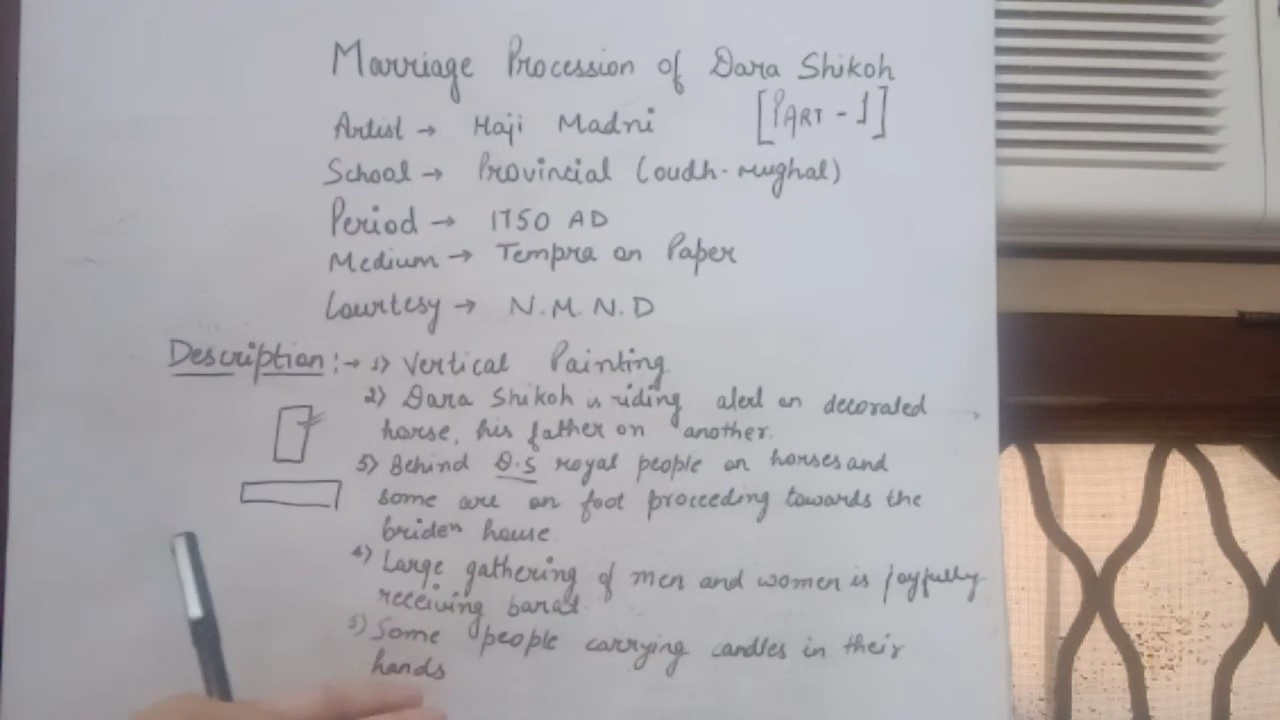 Marriage Procession of Dara Shikoh
[PART-1]
Artist → Haji Madni
School → Provincial (oudh-mughal)
Period → 1750 AD
Medium → Tempra on Paper
Courtesy → N.M.N.D
Description:→ 1) Vertical Painting.
2) Dara Shikoh is riding on decorated
horse, his father on another.
3) Behind D.S royal people on horses and
some are on foot proceeding towards the
house
4) Large gathering of men and women is joyfully
receiving barat.
5) Some people carrying candles in their
hands